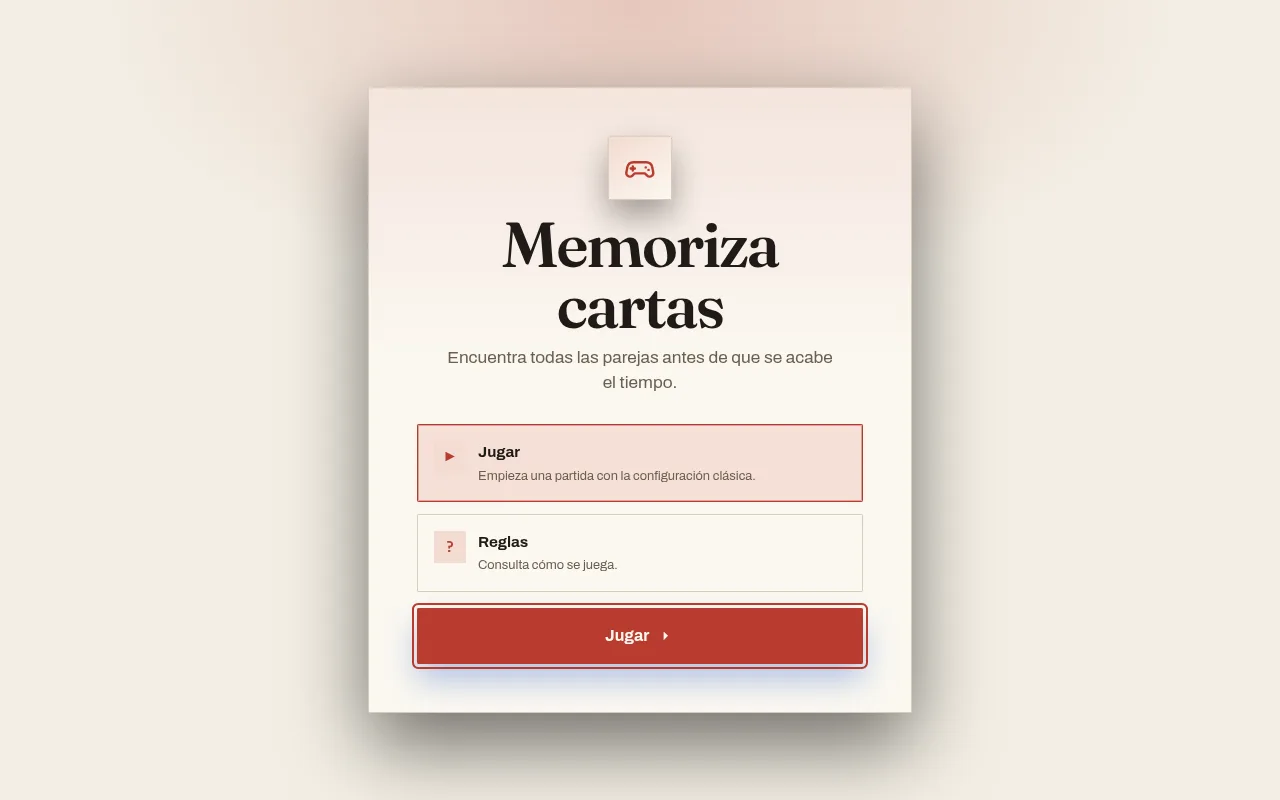 Memoriza
cartas
Encuentra todas las parejas antes de que se acabe
el tiempo.
Jugar
Empieza una partida con la configuración clásica.
?
Reglas
Consulta cómo se juega.
Jugar